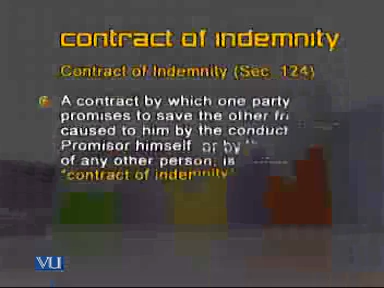 contract of indemnity
Contract of Indemnity (Sec. 124)
A contract by which one party
promises to save the other
caused to him by the conduct
Promisor himself or by
of any other person, is
"contract of indemnity"
VU